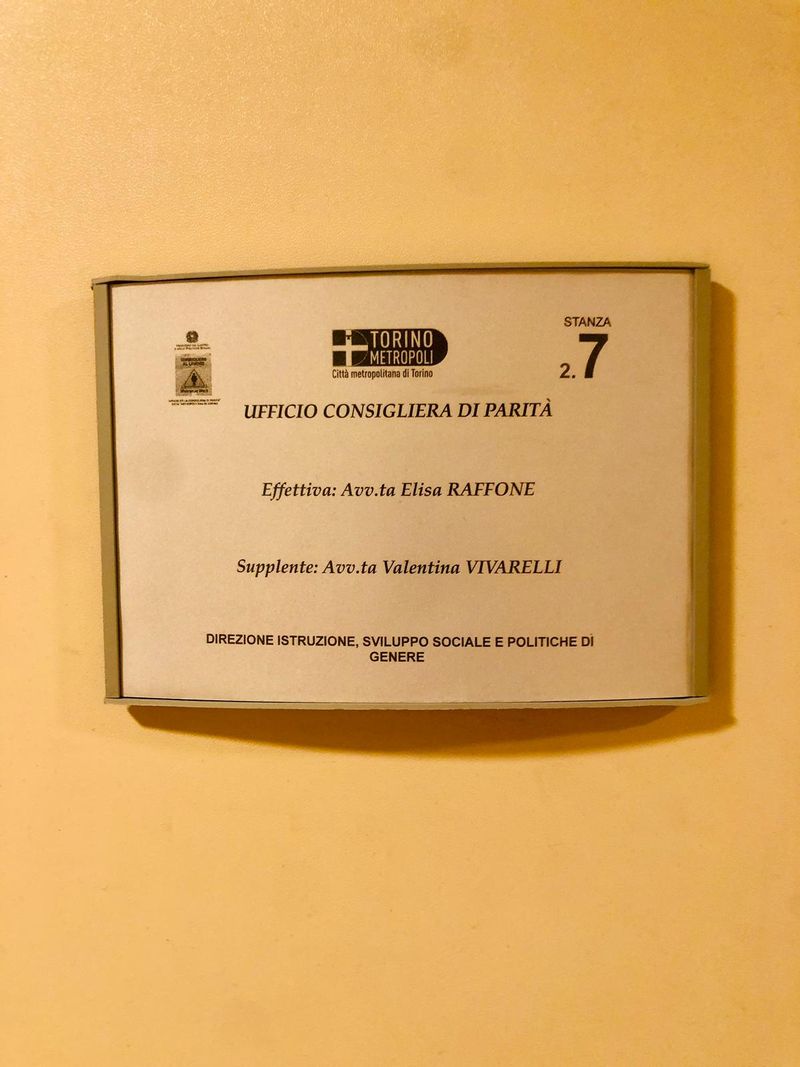 TORINO
METROPOLI
Città metropolitana di Torino
STANZA
2.7
UFFICIO CONSIGLIERA DI PARITÀ
Effettiva: Avv.ta Elisa RAFFONE
Supplente: Avv.ta Valentina VIVARELLI
DIREZIONE ISTRUZIONE, SVILUPPO SOCIALE E POLITICHE DI
GENERE